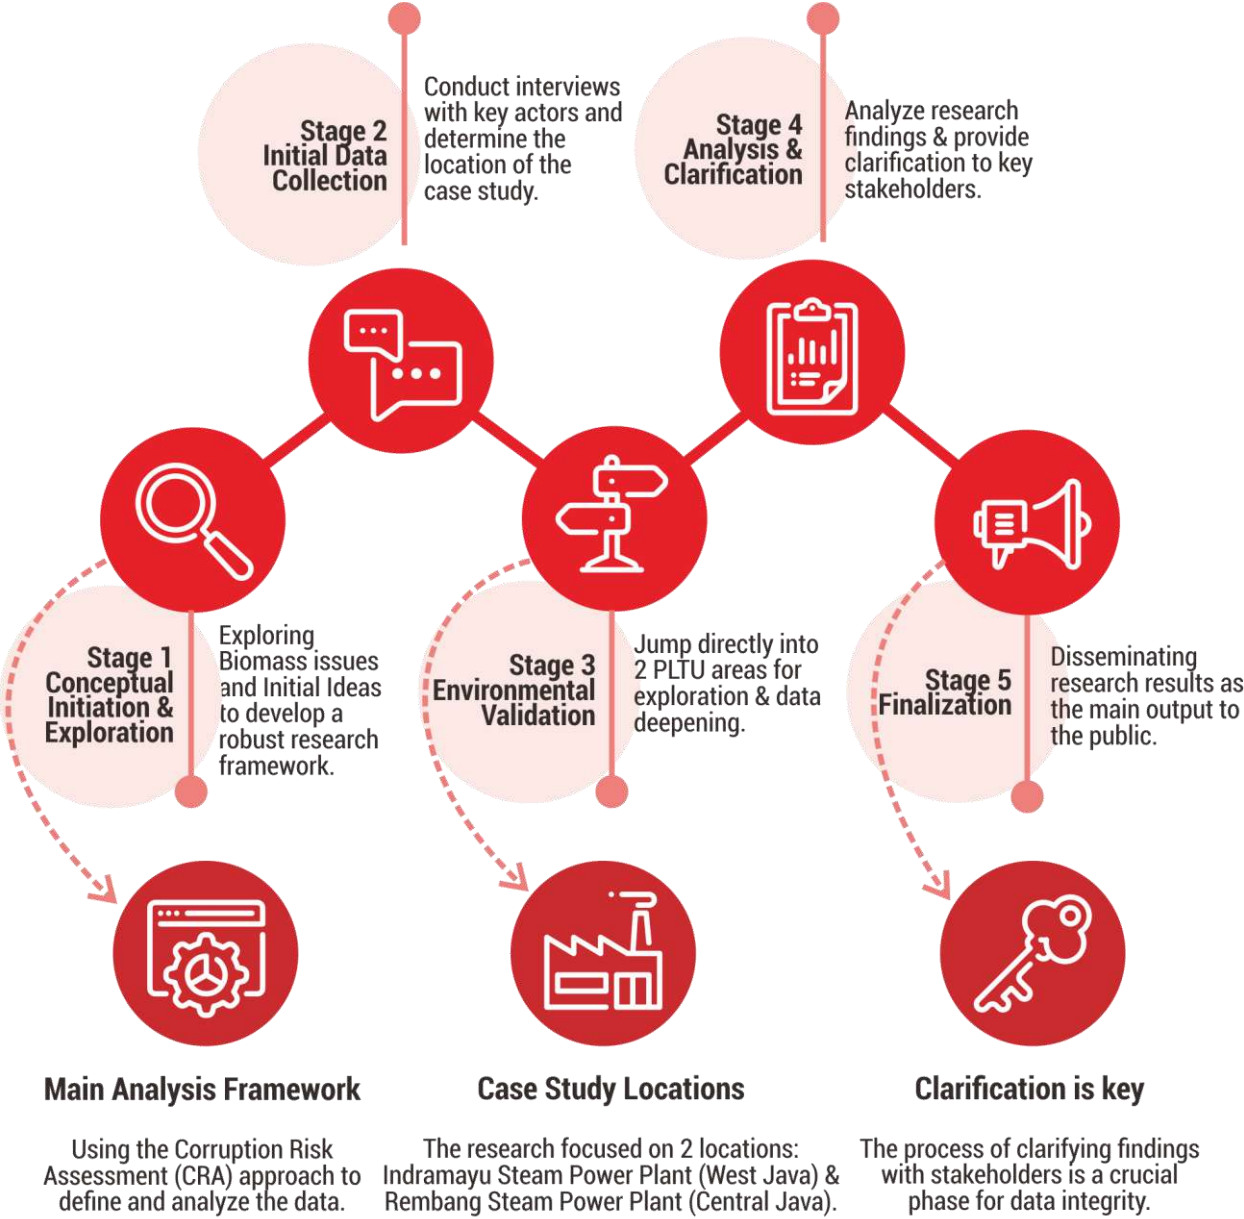 Stage 2
Initial Data
Collection
Conduct interviews
with key actors and
determine the
location of the
case study.
Stage 4
Analysis &
Clarification
Analyze research
findings & provide
clarification to key
stakeholders.
Stage 1
Conceptual
Initiation &
Exploration
Exploring
Biomass issues
and Initial Ideas
to develop a
robust research
framework.
Stage 3
Environmental
Validation
Jump directly into
2 PLTU areas for
exploration & data
deepening.
Stage 5
Finalization
Disseminating
research results as
the main output to
the public.
Main Analysis Framework
Using the Corruption Risk
Assessment (CRA) approach to
define and analyze the data.
Case Study Locations
The research focused on 2 locations:
Indramayu Steam Power Plant (West Java) &
Rembang Steam Power Plant (Central Java).
Clarification is key
The process of clarifying findings
with stakeholders is a crucial
phase for data integrity.